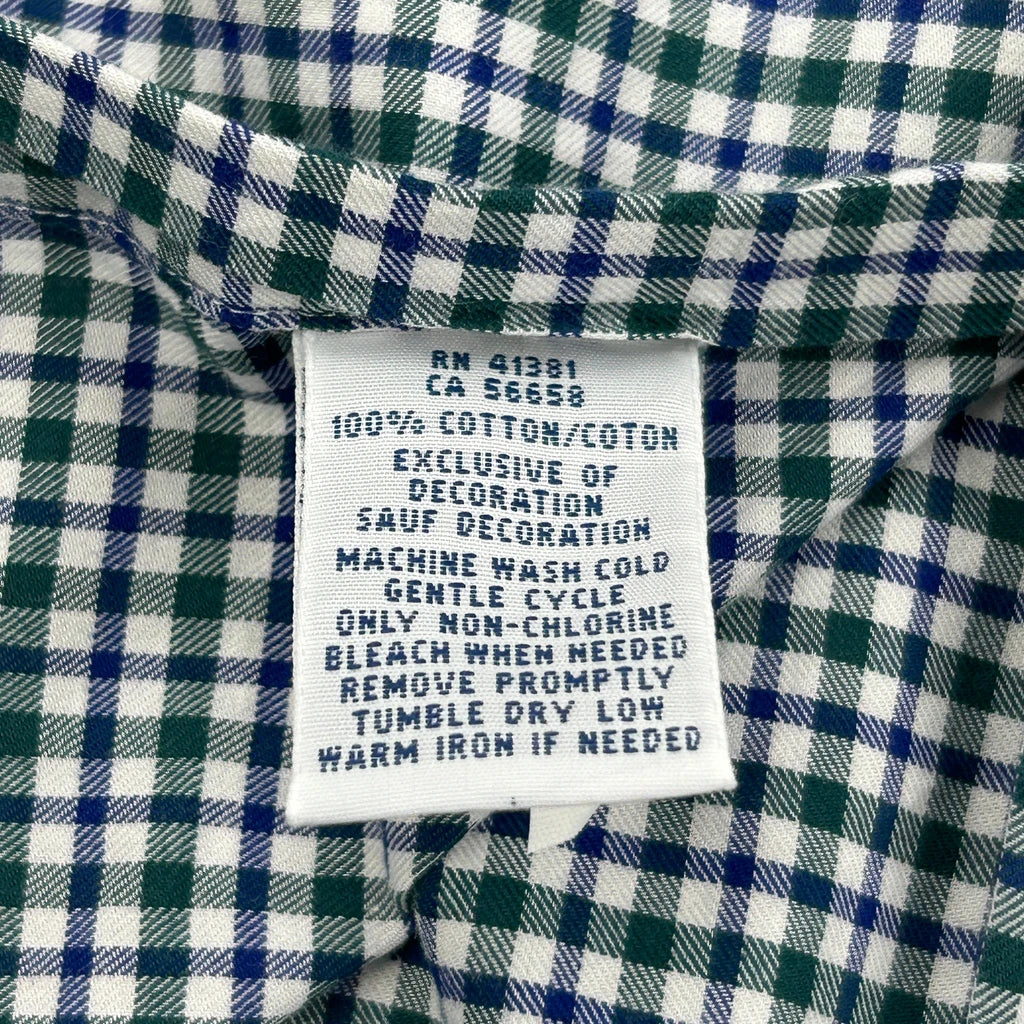 RN 41381
CA 56658
100% COTTON/COTON
EXCLUSIVE OF
DECORATION
SAUF DECORATION
MACHINE WASH COLD
GENTLE CYCLE
ONLY NON-CHLORINE
BLEACH WHEN NEEDED
REMOVE PROMPTLY
TUMBLE DRY LOW
WARM IRON IF NEEDED